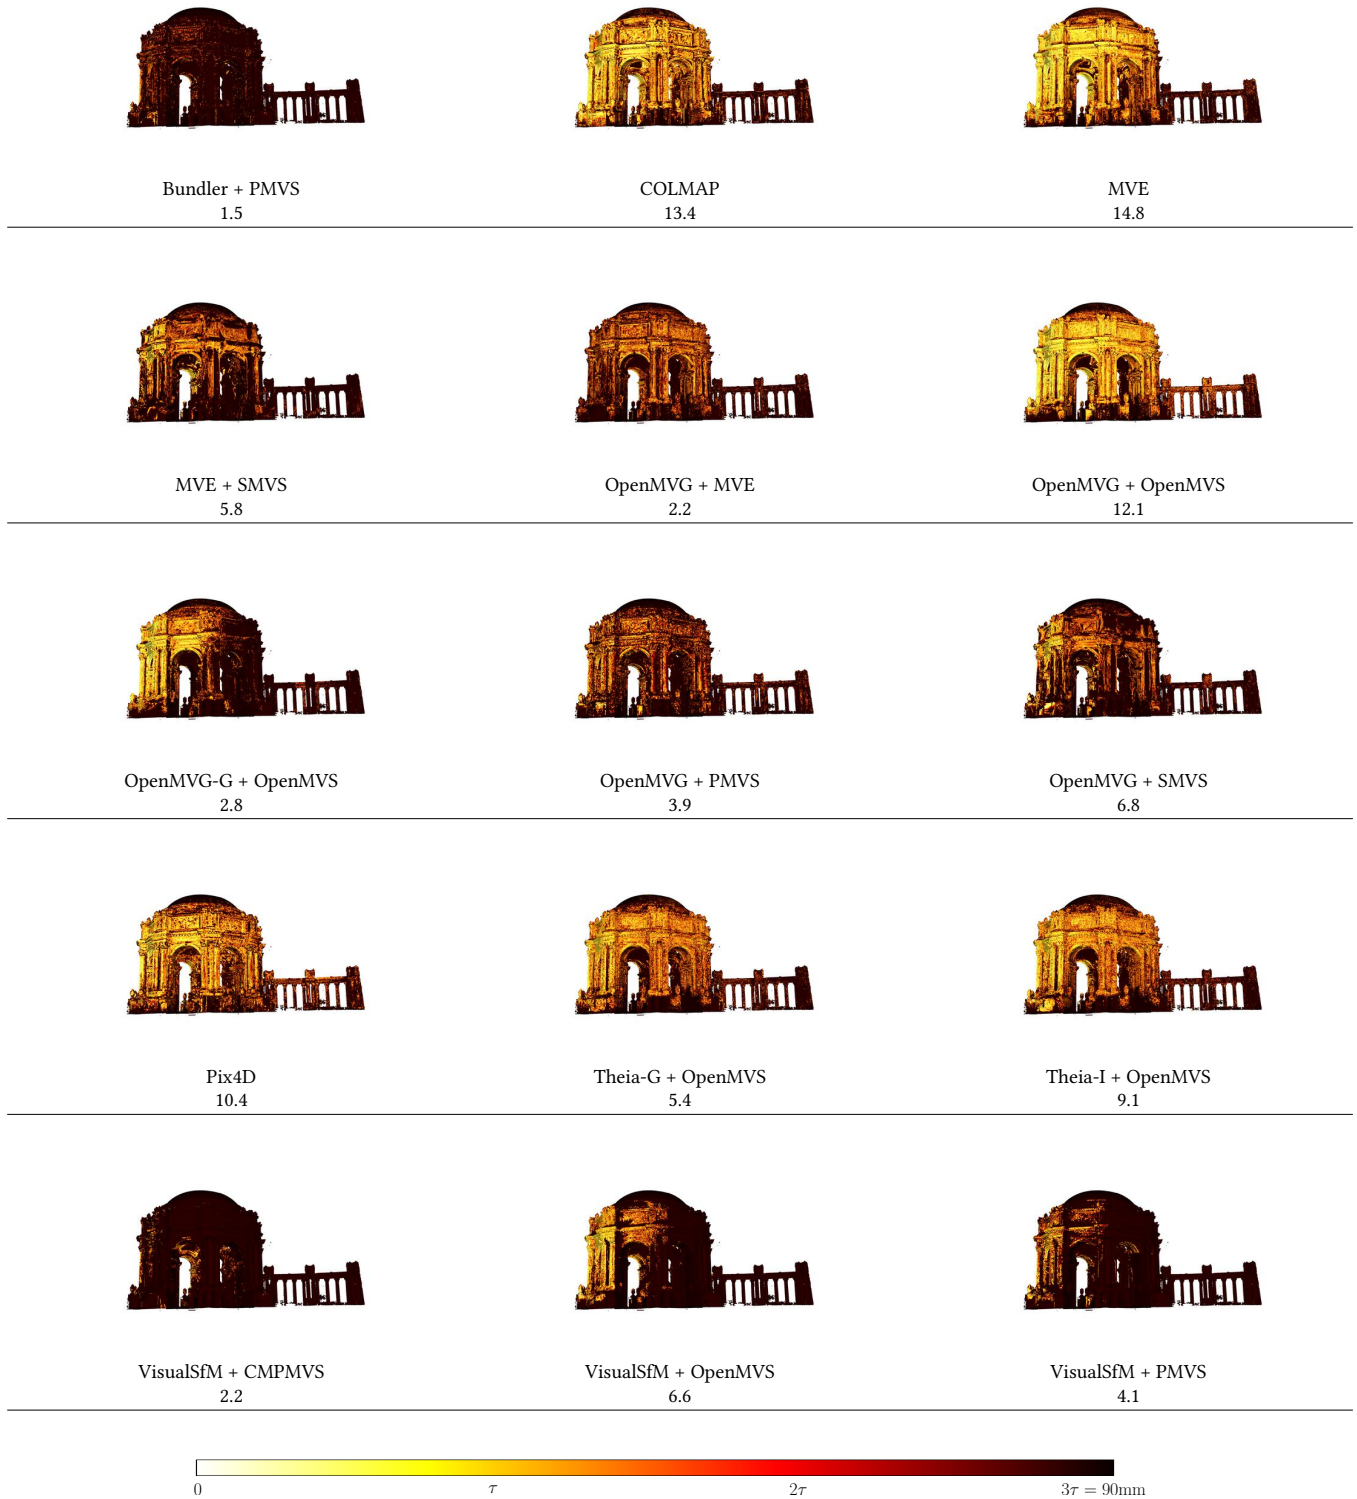 Bundler + PMVS
1.5
COLMAP
13.4
MVE
14.8
MVE + SMVS
5.8
OpenMVG + MVE
2.2
OpenMVG + OpenMVS
12.1
OpenMVG-G + OpenMVS
2.8
OpenMVG + PMVS
3.9
OpenMVG + SMVS
6.8
Pix4D
10.4
Theia-G + OpenMVS
5.4
Theia-I + OpenMVS
9.1
VisualSfM + CMPMVS
2.2
VisualSfM + OpenMVS
6.6
VisualSfM + PMVS
4.1
0 τ 2τ 3τ = 90mm